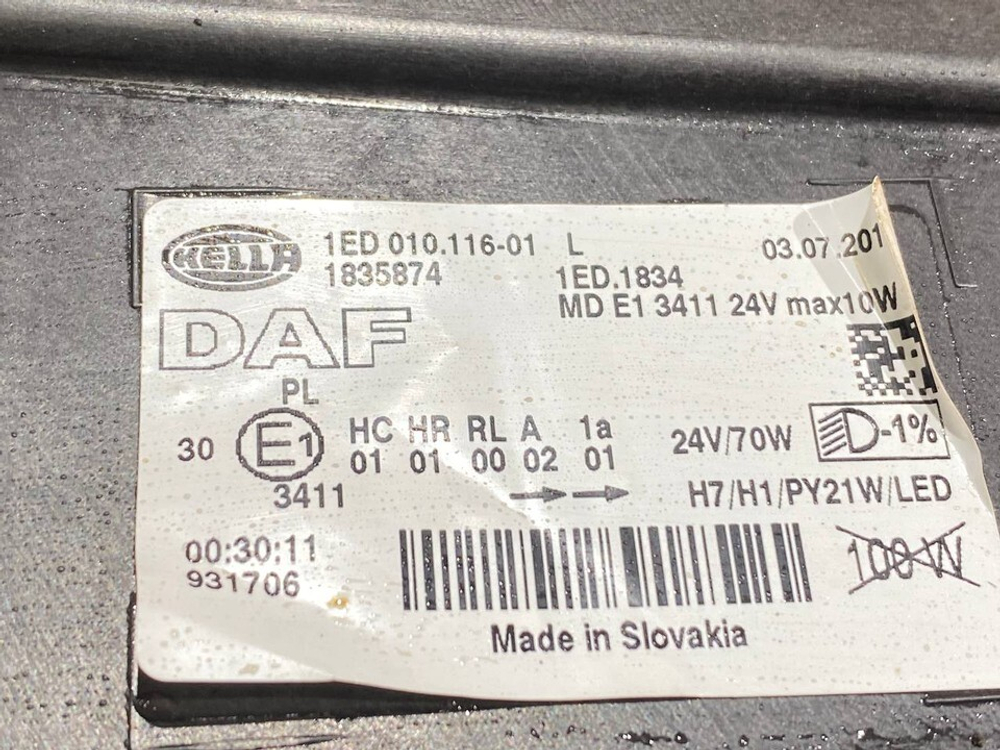 HELLA
1ED 010.116-01 L
03.07.201
1835874
1ED.1834
MD E1 3411 24V max10W
DAF
PL
30 E1
HC HR RL A 1a
01 01 00 02 01
3411
24V/70W
D-1%
H7/H1/PY21W/LED
00:30:11
931706
100W
Made in Slovakia